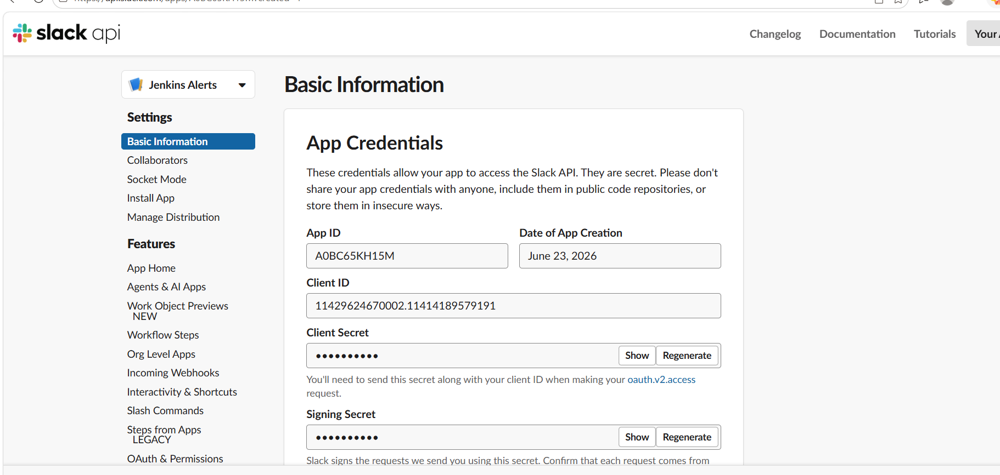 slack api
Changelog
Documentation
Tutorials
Your
Jenkins Alerts
Settings
Basic Information
Collaborators
Socket Mode
Install App
Manage Distribution
Features
App Home
Agents & AI Apps
Work Object Previews
NEW
Workflow Steps
Org Level Apps
Incoming Webhooks
Interactivity & Shortcuts
Slash Commands
Steps from Apps
LEGACY
OAuth & Permissions
Basic Information
App Credentials
These credentials allow your app to access the Slack API. They are secret. Please don't
share your app credentials with anyone, include them in public code repositories, or
store them in insecure ways.
App ID
A0BC65KH15M
Date of App Creation
June 23, 2026
Client ID
11429624670002.11414189579191
Client Secret
••••••••••
Show
Regenerate
You'll need to send this secret along with your client ID when making your oauth.v2.access
request.
Signing Secret
••••••••••
Show
Regenerate
Slack signs the requests we send you using this secret. Confirm that each request comes from